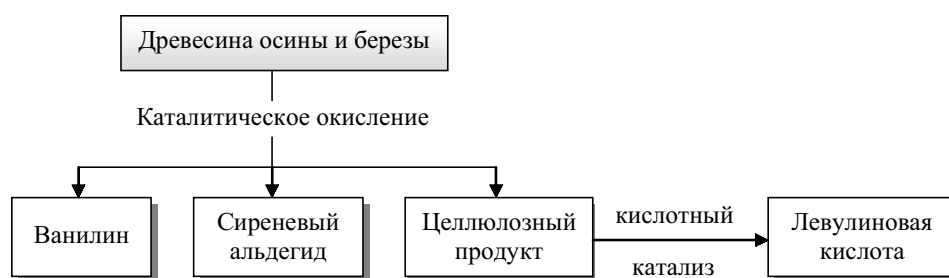 Древесина осины и березы
Каталитическое окисление
Ванилин
Сиреневый
альдегид
Целлюлозный
продукт
кислотный
катализ
Левулиновая
кислота